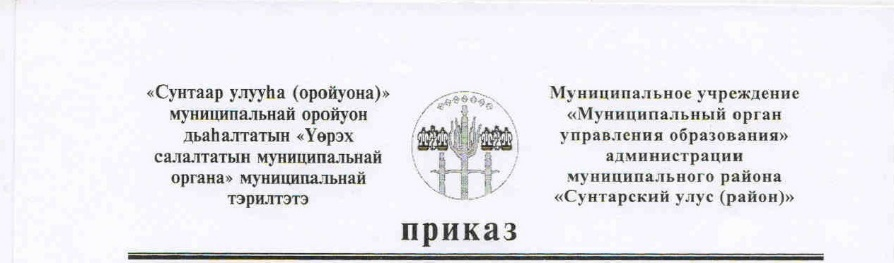 «Сунтаар улууһа (оройуона)»
муниципальнай оройуон
дьаһалтатын «Үөрэх
салалтатын муниципальнай
органа» муниципальнай
тэрилтэтэ
Муниципальное учреждение
«Муниципальный орган
управления образования»
администрации
муниципального района
«Сунтарский улус (район)»
приказ